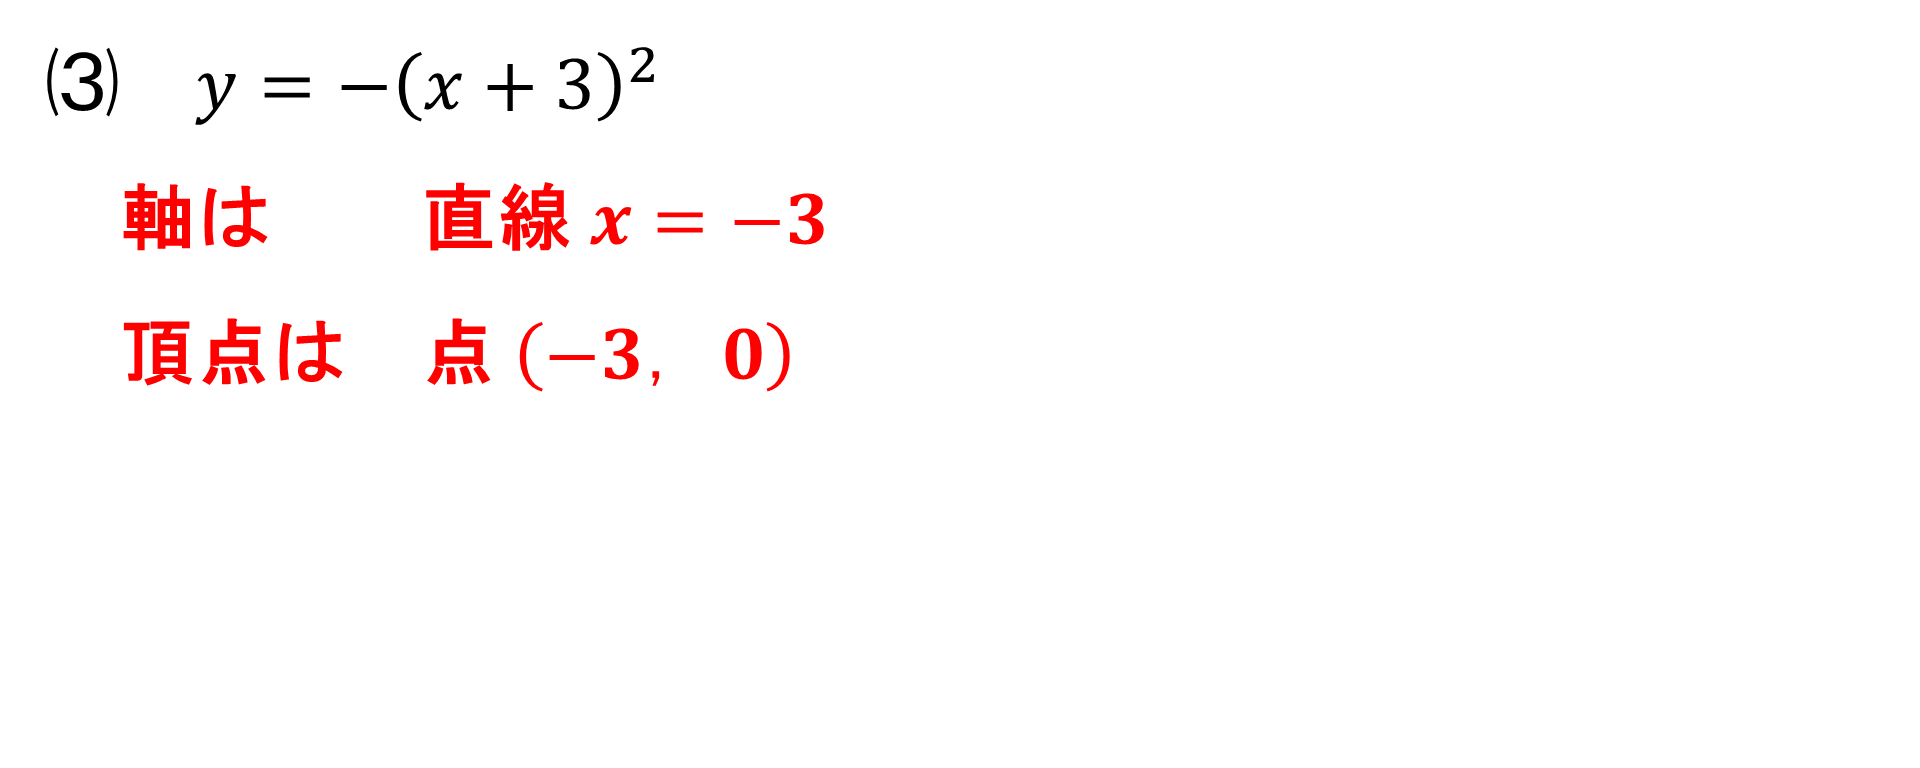 ⑶ y = −(x + 3)²
軸は 直線 x = −3
頂点は 点 (−3, 0)